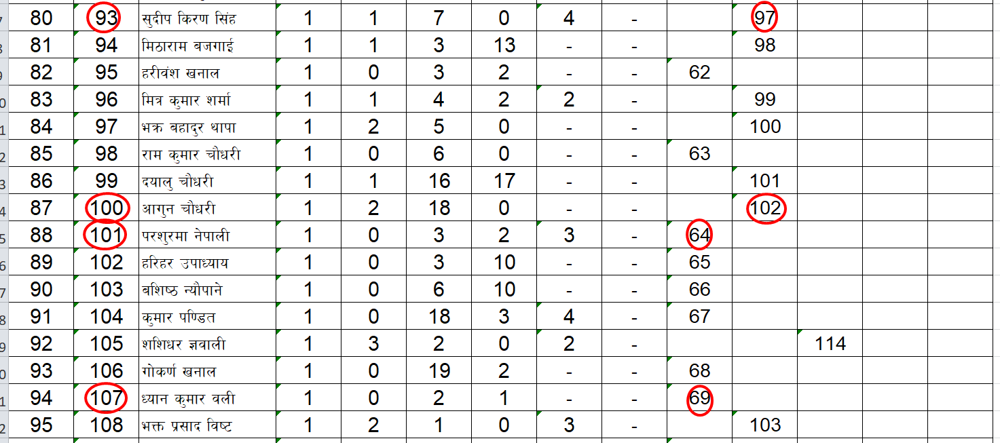 80 93 सुदीप किरण सिंह 1 1 7 0 4 - 97
81 94 मिठाराम बजगाई 1 1 3 13 - - 98
82 95 हरीवंश खनाल 1 0 3 2 - - 62
83 96 मित्र कुमार शर्मा 1 1 4 2 2 - 99
84 97 भक्र बहादुर थापा 1 2 5 0 - - 100
85 98 राम कुमार चौधरी 1 0 6 0 - - 63
86 99 दयालु चौधरी 1 1 16 17 - - 101
87 100 आगुन चौधरी 1 2 18 0 - - 102
88 101 परशुरमा नेपाली 1 0 3 2 3 - 64
89 102 हरिहर उपाध्याय 1 0 3 10 - - 65
90 103 बशिष्ठ न्यौपाने 1 0 6 10 - - 66
91 104 कुमार पण्डित 1 0 18 3 4 - 67
92 105 शशिधर ज्ञवाली 1 3 2 0 2 - 114
93 106 गोकर्ण खनाल 1 0 19 2 - - 68
94 107 ध्यान कुमार वली 1 0 2 1 - - 69
95 108 भक्त प्रसाद विष्ट 1 2 1 0 3 - 103